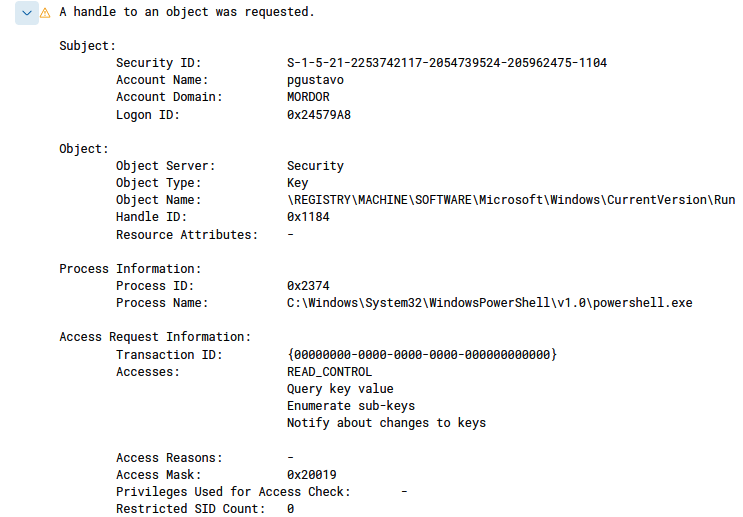 A handle to an object was requested.
Subject:
Security ID: S-1-5-21-2253742117-2054739524-205962475-1104
Account Name: pgustavo
Account Domain: MORDOR
Logon ID: 0x24579A8
Object:
Object Server: Security
Object Type: Key
Object Name: \REGISTRY\MACHINE\SOFTWARE\Microsoft\Windows\CurrentVersion\Run
Handle ID: 0x1184
Resource Attributes: -
Process Information:
Process ID: 0x2374
Process Name: C:\Windows\System32\WindowsPowerShell\v1.0\powershell.exe
Access Request Information:
Transaction ID: {00000000-0000-0000-0000-000000000000}
Accesses: READ_CONTROL
Query key value
Enumerate sub-keys
Notify about changes to keys
Access Reasons: -
Access Mask: 0x20019
Privileges Used for Access Check: -
Restricted SID Count: 0